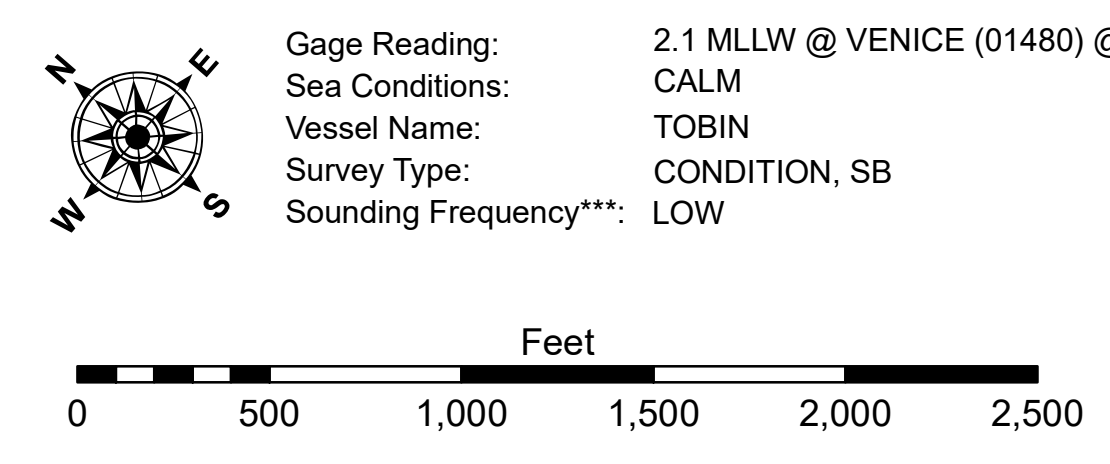 N E
W S
Gage Reading: 2.1 MLLW @ VENICE (01480) @
Sea Conditions: CALM
Vessel Name: TOBIN
Survey Type: CONDITION, SB
Sounding Frequency***: LOW
Feet
0 500 1,000 1,500 2,000 2,500